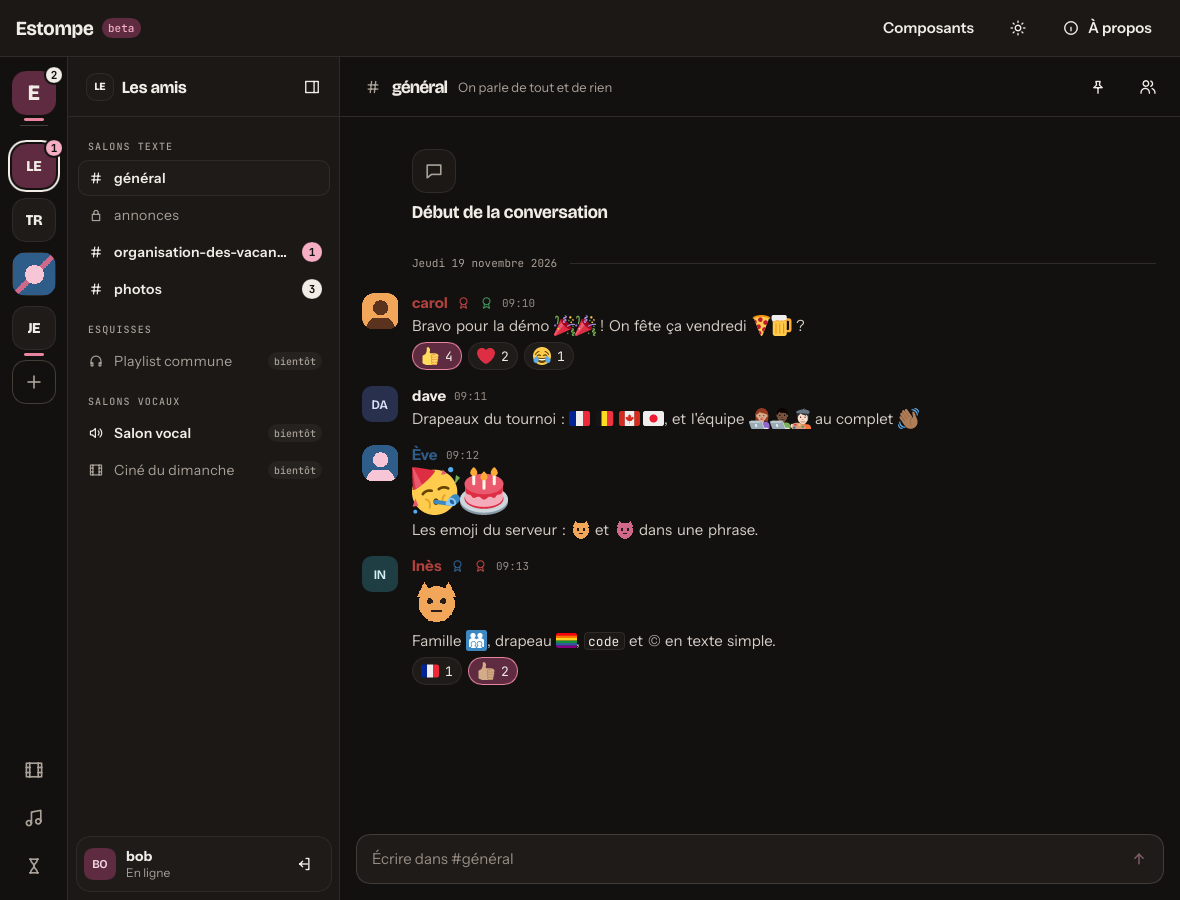 Estompe beta
Composants
À propos
E 2
LE 1
TR
JE
LE Les amis
SALONS TEXTE
# général
annonces
# organisation-des-vacan... 1
# photos 3
ESQUISSES
Playlist commune bientôt
SALONS VOCAUX
Salon vocal bientôt
Ciné du dimanche bientôt
BO bob
En ligne
# général On parle de tout et de rien
Début de la conversation
Jeudi 19 novembre 2026
carol 09:10
Bravo pour la démo 🎉🎉 ! On fête ça vendredi 🍕🍺 ?
👍 4 ❤️ 2 😂 1
DA dave 09:11
Drapeaux du tournoi : 🇫🇷 🇧🇪 🇨🇦 🇯🇵, et l'équipe 👩🏼‍💻👨🏿‍💻🧑🏻‍🎨 au complet 👋🏽
Ève 09:12
🥳🎂
Les emoji du serveur : et dans une phrase.
IN Inès 09:13
Famille 👨‍👩‍👧‍👦, drapeau 🏳️‍🌈, code et © en texte simple.
🇫🇷 1 👍🏼 2
Écrire dans #général